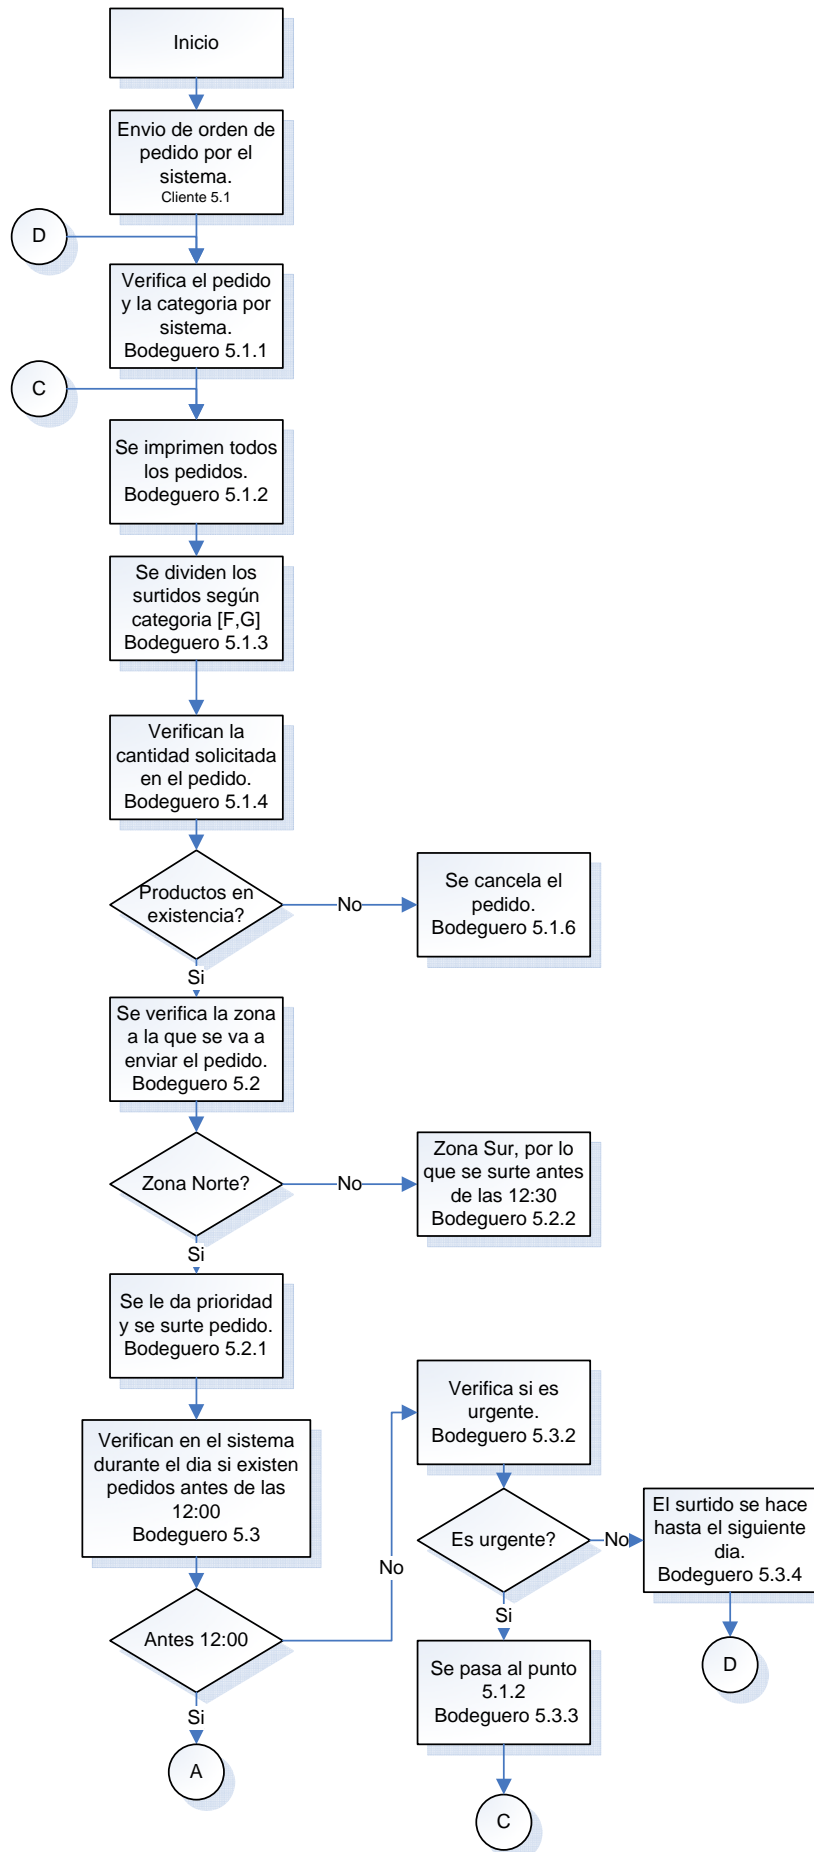 Inicio
Envio de orden de
pedido por el
sistema.
Cliente 5.1
D
Verifica el pedido
y la categoria por
sistema.
Bodeguero 5.1.1
C
Se imprimen todos
los pedidos.
Bodeguero 5.1.2
Se dividen los
surtidos según
categoria [F,G]
Bodeguero 5.1.3
Verifican la
cantidad solicitada
en el pedido.
Bodeguero 5.1.4
Productos en
existencia?
No
Se cancela el
pedido.
Bodeguero 5.1.6
Si
Se verifica la zona
a la que se va a
enviar el pedido.
Bodeguero 5.2
Zona Norte?
No
Zona Sur, por lo
que se surte antes
de las 12:30
Bodeguero 5.2.2
Si
Se le da prioridad
y se surte pedido.
Bodeguero 5.2.1
Verifican en el sistema
durante el dia si existen
pedidos antes de las
12:00
Bodeguero 5.3
Antes 12:00
No
Verifica si es
urgente.
Bodeguero 5.3.2
Es urgente?
No
El surtido se hace
hasta el siguiente
dia.
Bodeguero 5.3.4
D
Si
Se pasa al punto
5.1.2
Bodeguero 5.3.3
C
Si
A